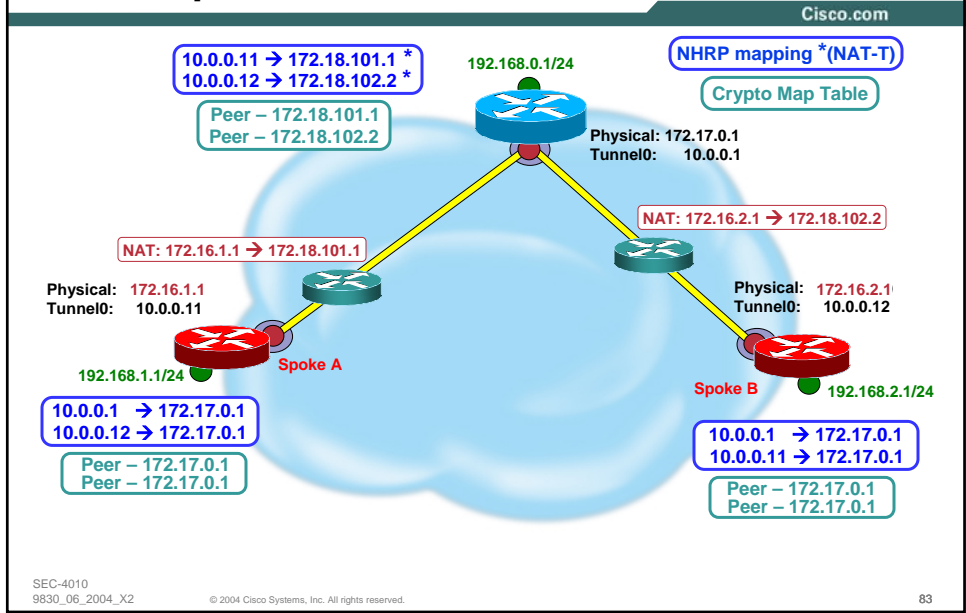 Cisco.com
10.0.0.11 → 172.18.101.1 *
10.0.0.12 → 172.18.102.2 *
Peer – 172.18.101.1
Peer – 172.18.102.2
192.168.0.1/24
NHRP mapping *(NAT-T)
Crypto Map Table
Physical: 172.17.0.1
Tunnel0: 10.0.0.1
NAT: 172.16.1.1 → 172.18.101.1
NAT: 172.16.2.1 → 172.18.102.2
Physical: 172.16.1.1
Tunnel0: 10.0.0.11
Physical: 172.16.2.1
Tunnel0: 10.0.0.12
Spoke A
192.168.1.1/24
Spoke B
192.168.2.1/24
10.0.0.1 → 172.17.0.1
10.0.0.12 → 172.17.0.1
Peer – 172.17.0.1
Peer – 172.17.0.1
10.0.0.1 → 172.17.0.1
10.0.0.11 → 172.17.0.1
Peer – 172.17.0.1
Peer – 172.17.0.1
SEC-4010
9830_06_2004_X2
© 2004 Cisco Systems, Inc. All rights reserved.
83